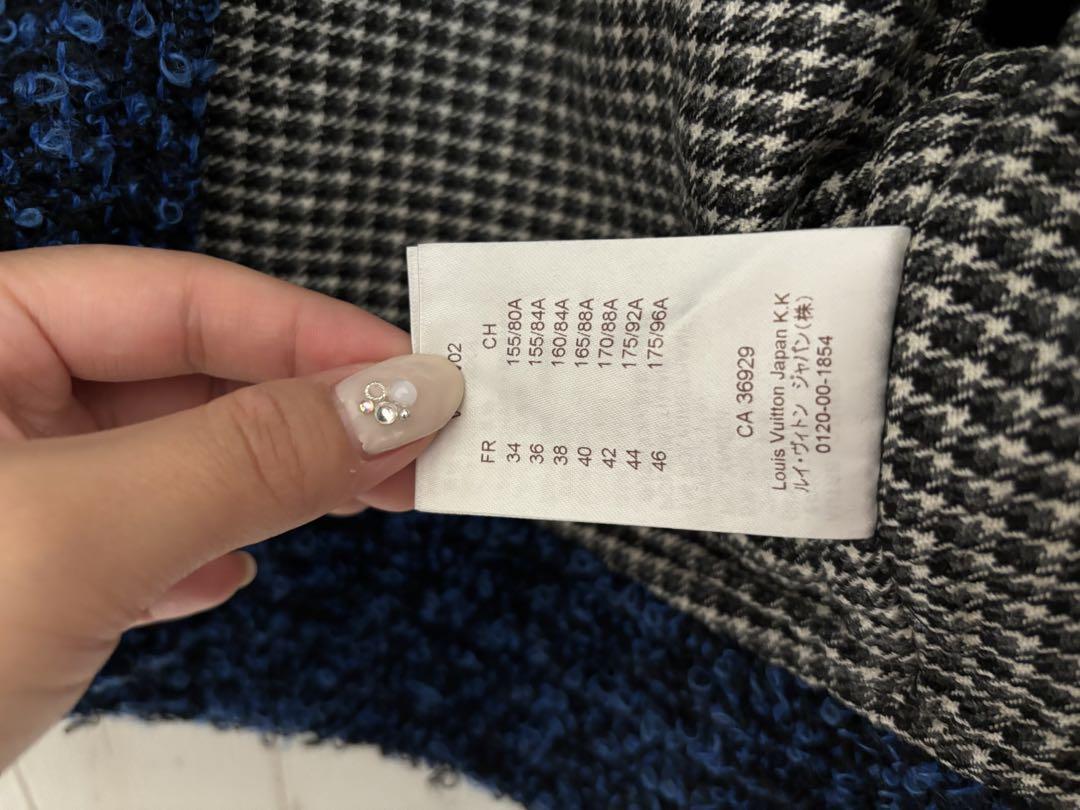 FR CH
34 155/80A
36 155/84A
38 160/84A
40 165/88A
42 170/88A
44 175/92A
46 175/96A
CA 36929
Louis Vuitton Japan K.K
ルイ・ヴィトン ジャパン(株)
0120-00-1854